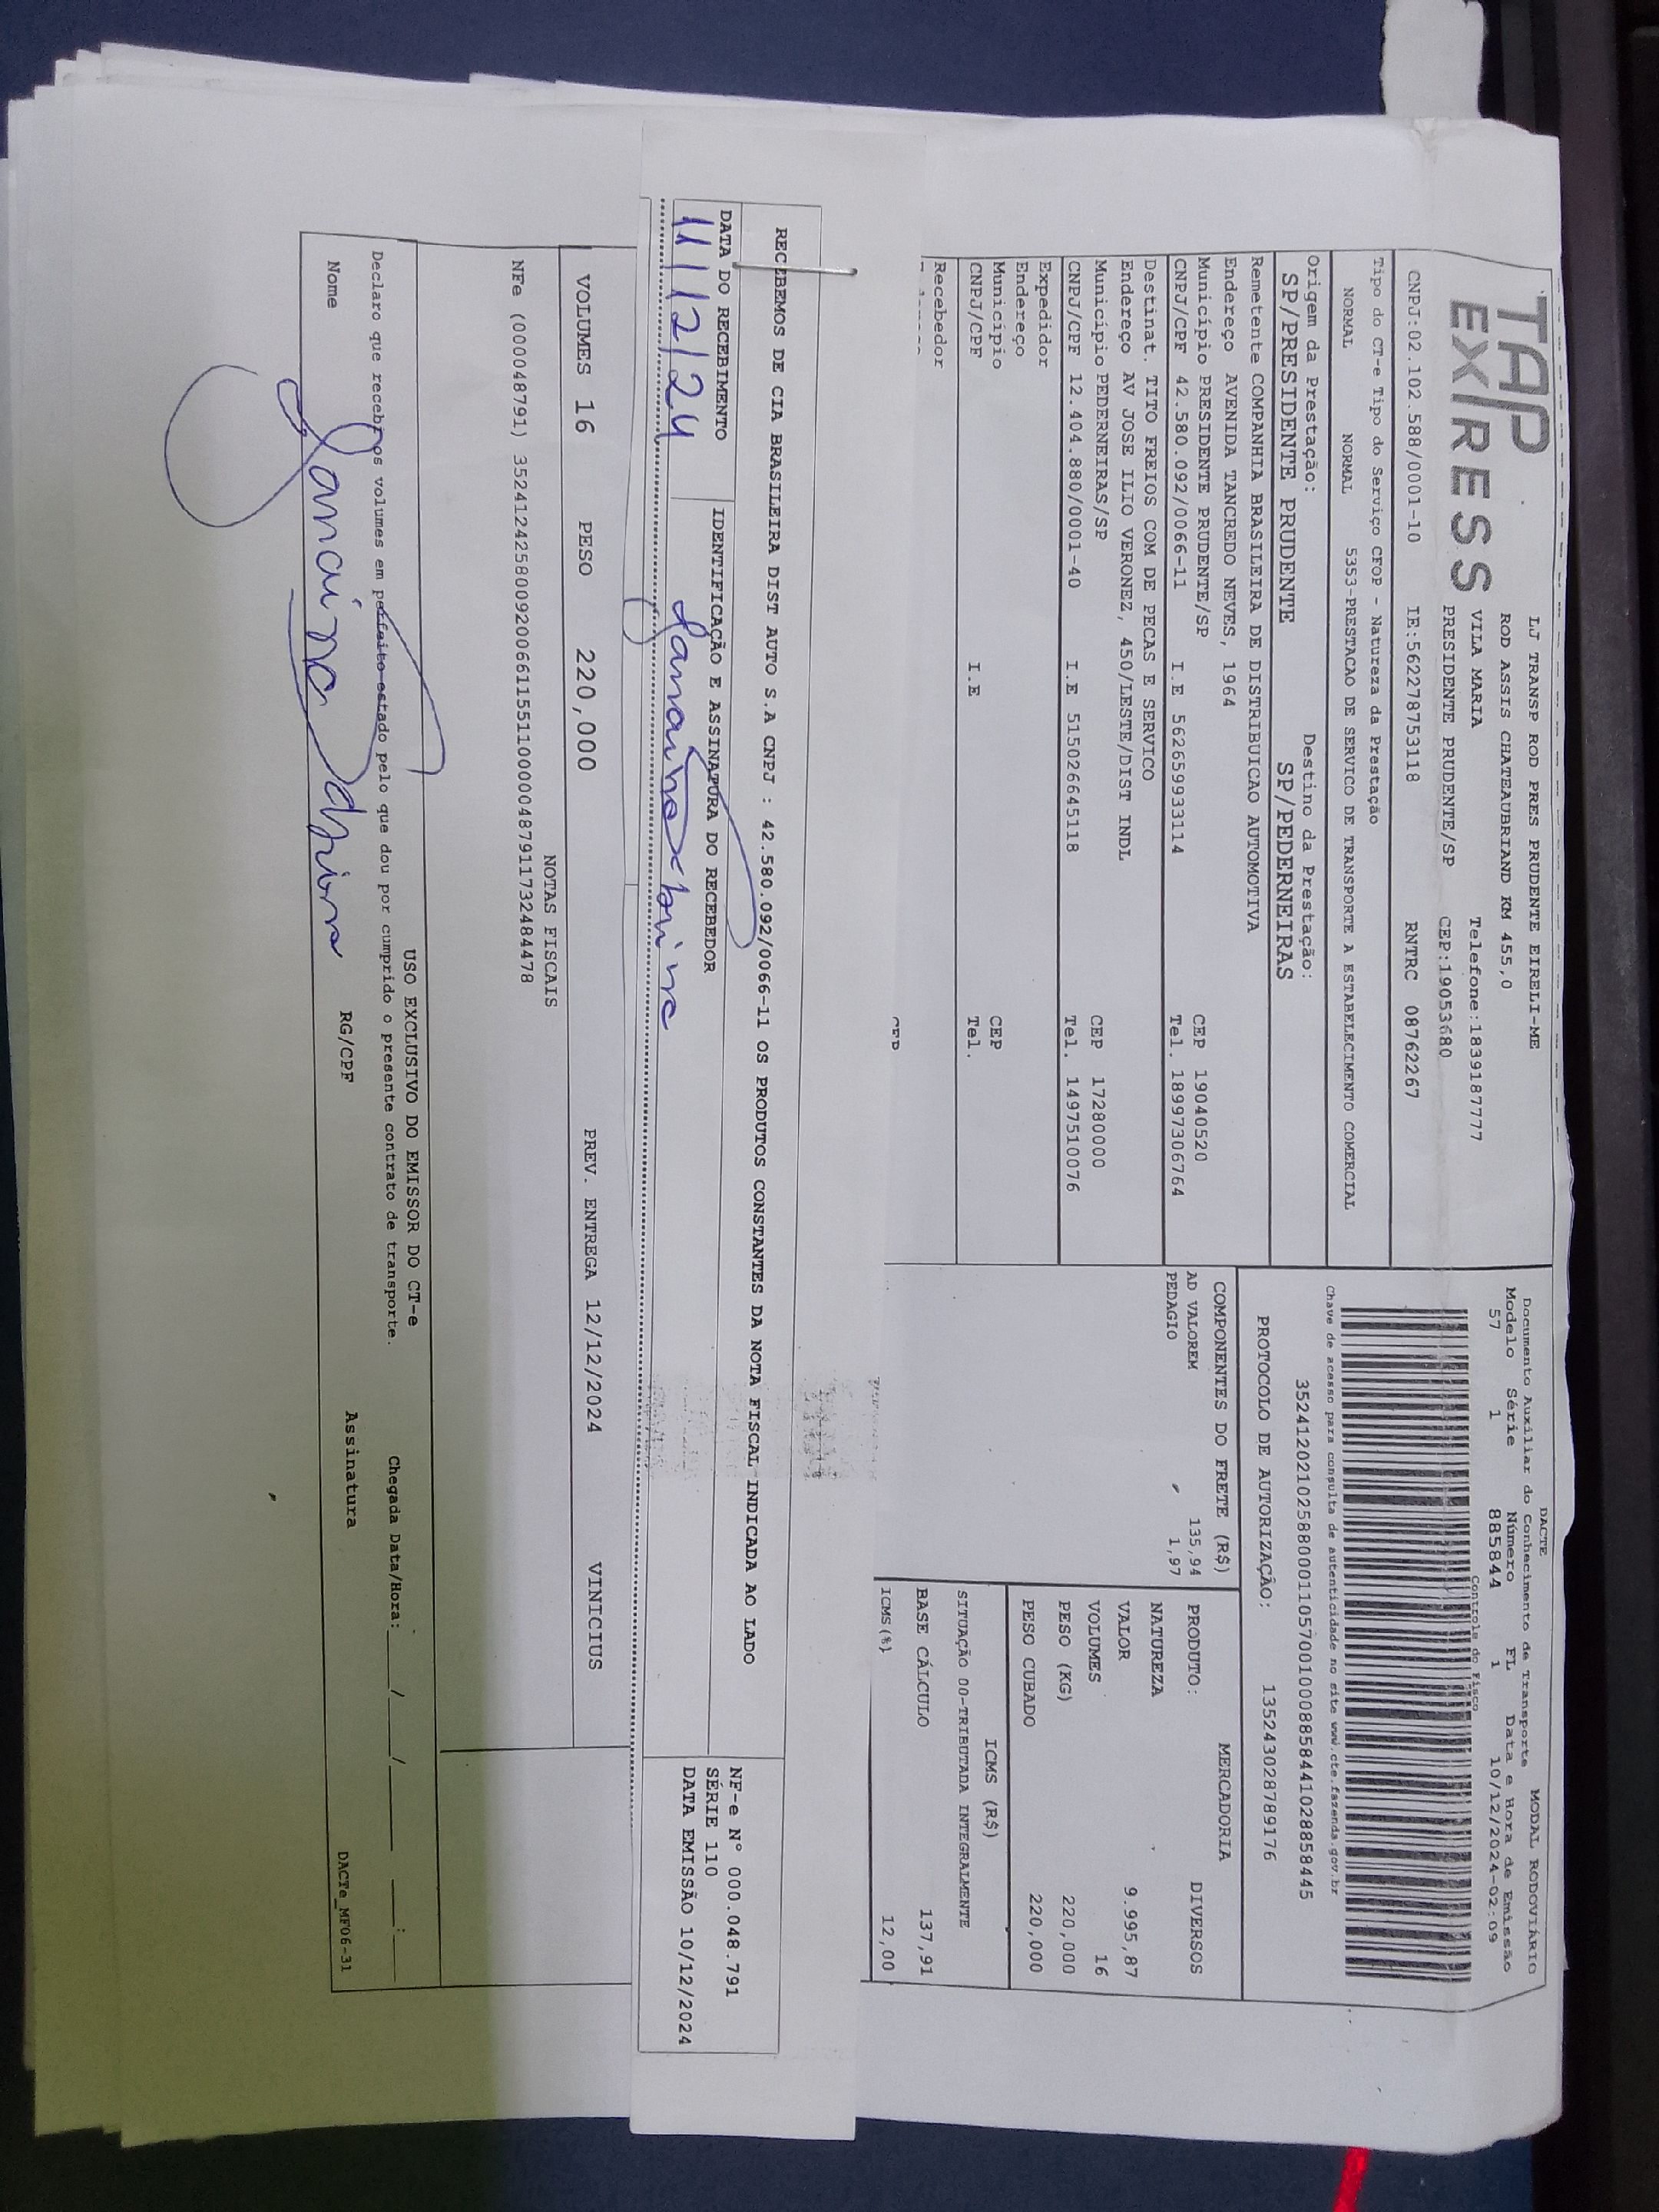 TAP
EXPRESS
LJ TRANSP ROD PRES PRUDENTE EIRELI-ME
ROD ASSIS CHATEAUBRIAND KM 455,0
VILA MARIA Telefone:1839187777
PRESIDENTE PRUDENTE/SP CEP:19053680
CNPJ:02.102.588/0001-10 IE:562278753118 RNTRC 08762267
DACTE MODAL RODOVIÁRIO
Documento Auxiliar do Conhecimento de Transporte
Modelo Série Número FL Data e Hora de Emissão
57 1 885844 1 10/12/2024-02:09
Controle do Fisco
Chave de acesso para consulta de autenticidade no site www.cte.fazenda.gov.br
35241202102588000110570010008858441028858445
PROTOCOLO DE AUTORIZAÇÃO: 135243028789176
Tipo do CT-e Tipo do Serviço CFOP - Natureza da Prestação
NORMAL NORMAL 5353-PRESTACAO DE SERVICO DE TRANSPORTE A ESTABELECIMENTO COMERCIAL
Origem da Prestação: Destino da Prestação:
SP/PRESIDENTE PRUDENTE SP/PEDERNEIRAS
Remetente COMPANHIA BRASILEIRA DE DISTRIBUICAO AUTOMOTIVA
Endereço AVENIDA TANCREDO NEVES, 1964
Município PRESIDENTE PRUDENTE/SP CEP 19040520
CNPJ/CPF 42.580.092/0066-11 I.E 562659933114 Tel. 18997306764
Destinat. TITO FREIOS COM DE PECAS E SERVICO
Endereço AV JOSE ILIO VERONEZ, 450/LESTE/DIST INDL
Município PEDERNEIRAS/SP CEP 17280000
CNPJ/CPF 12.404.880/0001-40 I.E 515026645118 Tel. 1497510076
Expedidor
Endereço
Município CEP
CNPJ/CPF I.E Tel.
Recebedor
CEP
COMPONENTES DO FRETE (R$)
AD VALOREM 135,94
PEDAGIO 1,97
MERCADORIA
PRODUTO: DIVERSOS
NATUREZA
VALOR 9.995,87
VOLUMES 16
PESO (KG) 220,000
PESO CUBADO 220,000
ICMS (R$)
SITUAÇÃO 00-TRIBUTADA INTEGRALMENTE
BASE CÁLCULO 137,91
ICMS(%) 12,00
RECEBEMOS DE CIA BRASILEIRA DIST AUTO S.A CNPJ : 42.580.092/0066-11 OS PRODUTOS CONSTANTES DA NOTA FISCAL INDICADA AO LADO
DATA DO RECEBIMENTO IDENTIFICAÇÃO E ASSINATURA DO RECEBEDOR
11/12/24 Janaina
NF-e N° 000.048.791
SÉRIE 110
DATA EMISSÃO 10/12/2024
VOLUMES 16 PESO 220,000 PREV. ENTREGA 12/12/2024 VINICIUS
NOTAS FISCAIS
NFe (000048791) 35241242580092006611551100000487911732484478
USO EXCLUSIVO DO EMISSOR DO CT-e
Declaro que recebemos volumes em perfeito estado pelo que dou por cumprido o presente contrato de transporte. Chegada Data/Hora:____/____/____ ___:___
Nome Janaina RG/CPF Assinatura DACTe_MF06-31